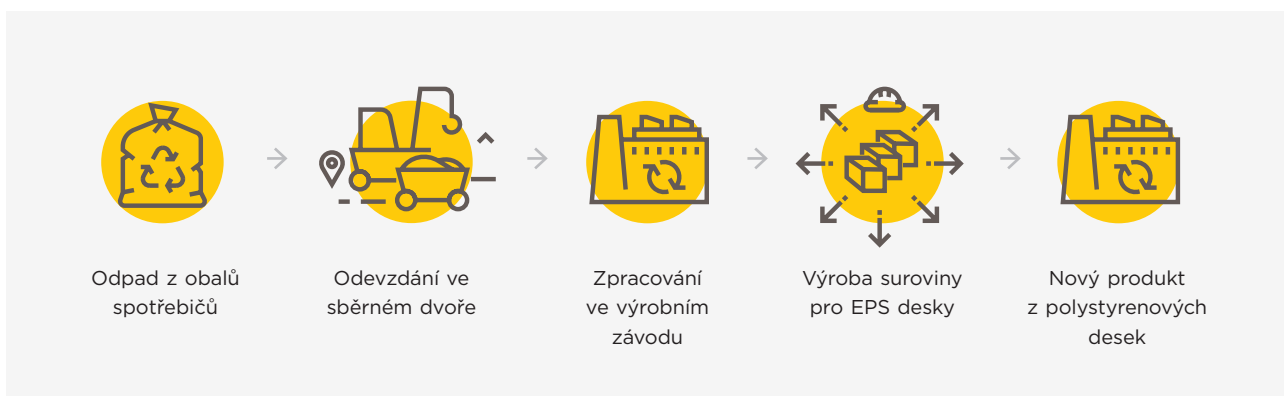 Odpad z obalů
spotřebičů
Odevzdání ve
sběrném dvoře
Zpracování
ve výrobním
závodu
Výroba suroviny
pro EPS desky
Nový produkt
z polystyrenových
desek